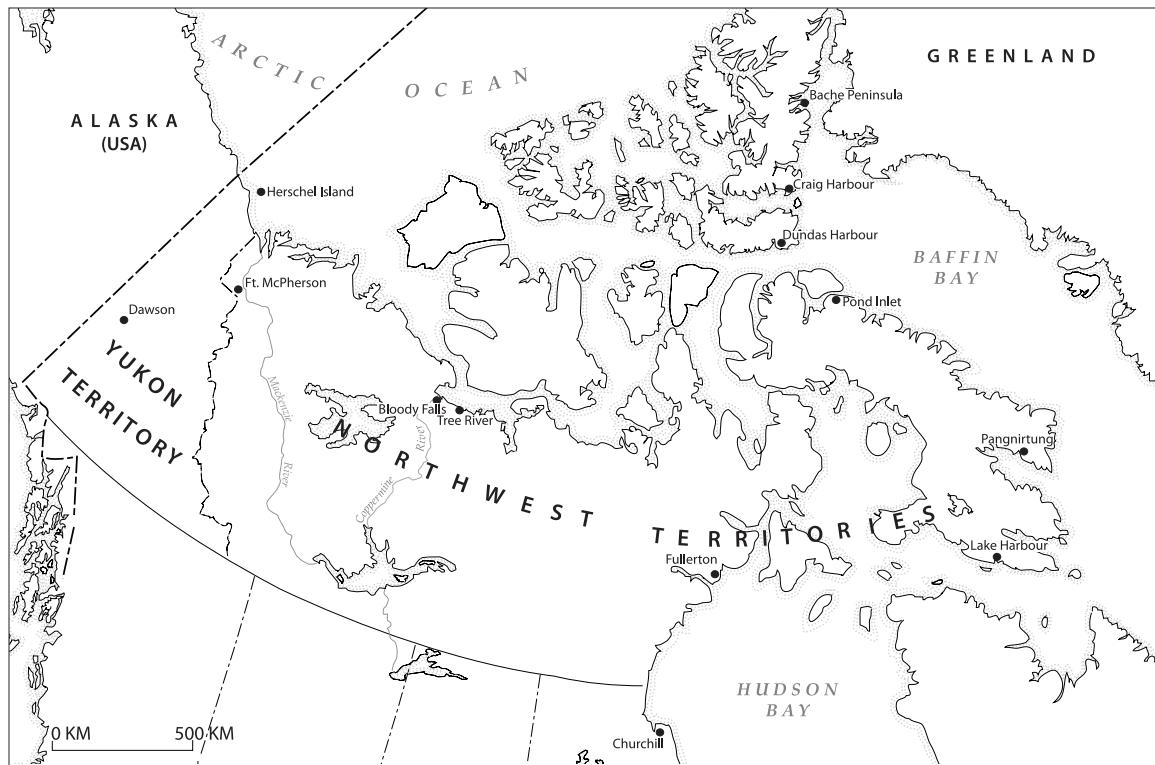 ARCTIC OCEAN
GREENLAND
ALASKA
(USA)
Bache Peninsula
Herschel Island
Craig Harbour
Dundas Harbour
BAFFIN
BAY
Ft. McPherson
Pond Inlet
Dawson
YUKON
TERRITORY
Mackenzie
River
Bloody Falls
Tree River
Coppermine
River
NORTHWEST TERRITORIES
Pangnirtung
Lake Harbour
Fullerton
HUDSON
BAY
0 KM
500 KM
Churchill